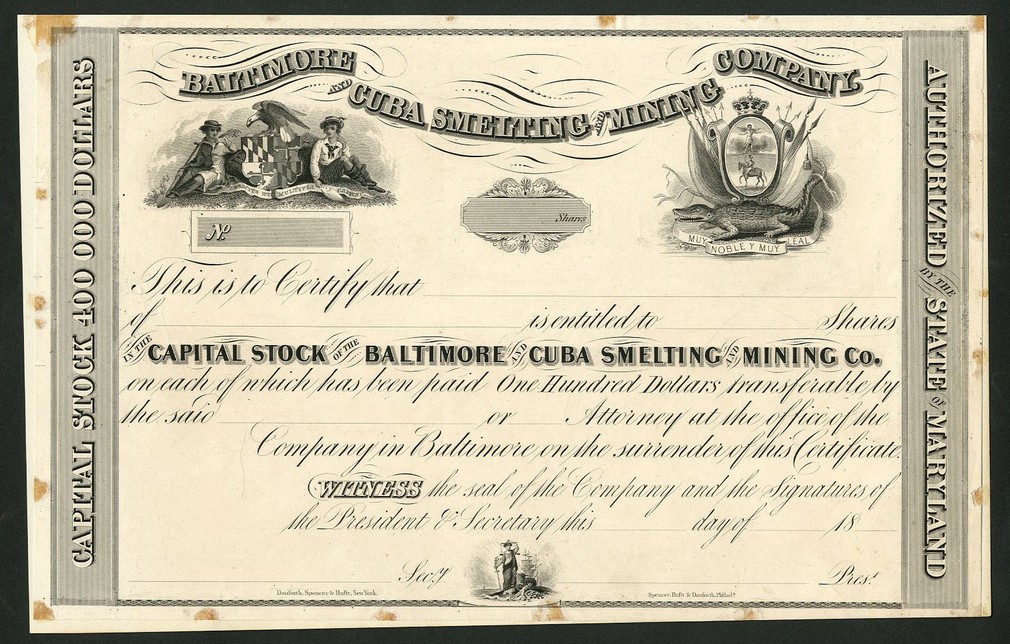 BALTIMORE AND CUBA SMELTING AND MINING COMPANY
CAPITAL STOCK 400 000 DOLLARS
AUTHORIZED BY THE STATE OF MARYLAND
No
Shares
MUY NOBLE Y MUY LEAL
This is to Certify that
of is entitled to Shares
IN THE CAPITAL STOCK OF THE BALTIMORE AND CUBA SMELTING AND MINING Co.
on each of which has been paid One Hundred Dollars transferable by
the said or Attorney at the office of the
Company in Baltimore on the surrender of this Certificate.
WITNESS the seal of the Company and the Signatures of
the President & Secretary this day of 18
Secy Prest
Danforth, Spencer & Hufty, New York.
Spencer, Hufty & Danforth, Philada